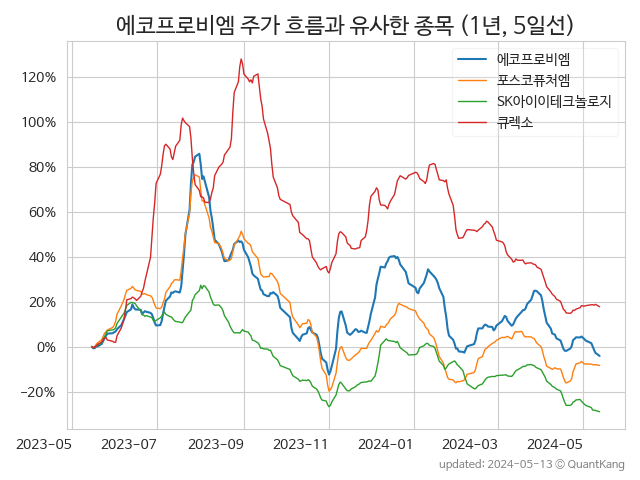 에코프로비엠 주가 흐름과 유사한 종목 (1년, 5일선)
에코프로비엠
포스코퓨처엠
SK아이이테크놀로지
큐렉소
120%
100%
80%
60%
40%
20%
0%
−20%
2023-05
2023-07
2023-09
2023-11
2024-01
2024-03
2024-05
updated: 2024-05-13 ⓒ QuantKang